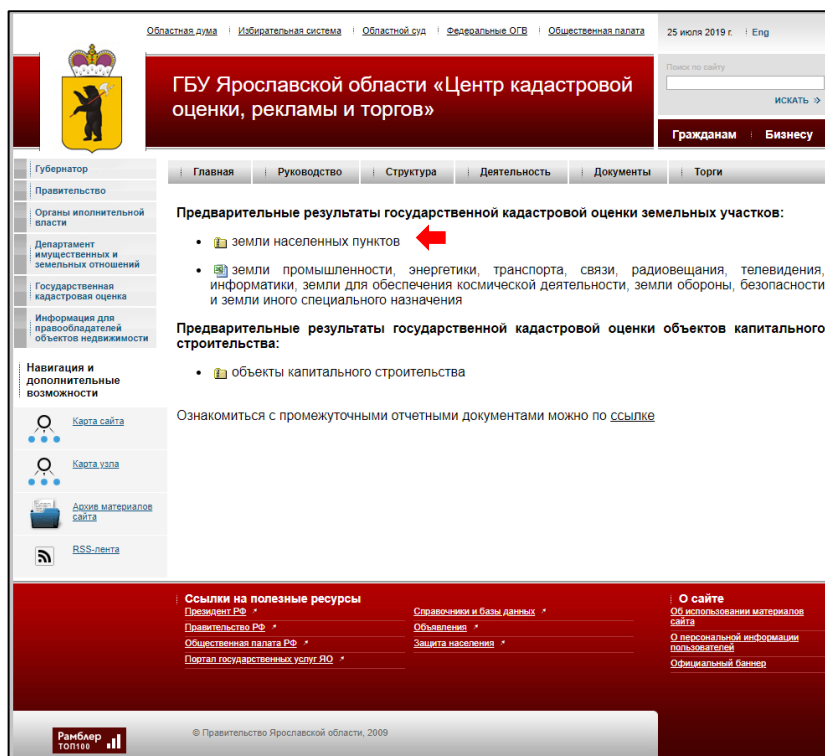 Областная дума
Избирательная система
Областной суд
Федеральные ОГВ
Общественная палата
25 июля 2019 г.
Eng
ГБУ Ярославской области «Центр кадастровой
оценки, рекламы и торгов»
Поиск по сайту
ИСКАТЬ
Гражданам
Бизнесу
Губернатор
Правительство
Органы иполнительной
власти
Департамент
имущественных и
земельных отношений
Государственная
кадастровая оценка
Информация для
правообладателей
объектов недвижимости
Навигация и
дополнительные
возможности
Карта сайта
Карта узла
Архив материалов
сайта
RSS-лента
Главная
Руководство
Структура
Деятельность
Документы
Торги
Предварительные результаты государственной кадастровой оценки земельных участков:
земли населенных пунктов
земли промышленности, энергетики, транспорта, связи, радиовещания, телевидения,
информатики, земли для обеспечения космической деятельности, земли обороны, безопасности
и земли иного специального назначения
Предварительные результаты государственной кадастровой оценки объектов капитального
строительства:
объекты капитального строительства
Ознакомиться с промежуточными отчетными документами можно по ссылке
Ссылки на полезные ресурсы
Президент РФ
Правительство РФ
Общественная палата РФ
Портал государственных услуг ЯО
Справочники и базы данных
Объявления
Защита населения
О сайте
Об использовании материалов
сайта
О персональной информации
пользователей
Официальный баннер
Рамблер
ТОП100
© Правительство Ярославской области, 2009